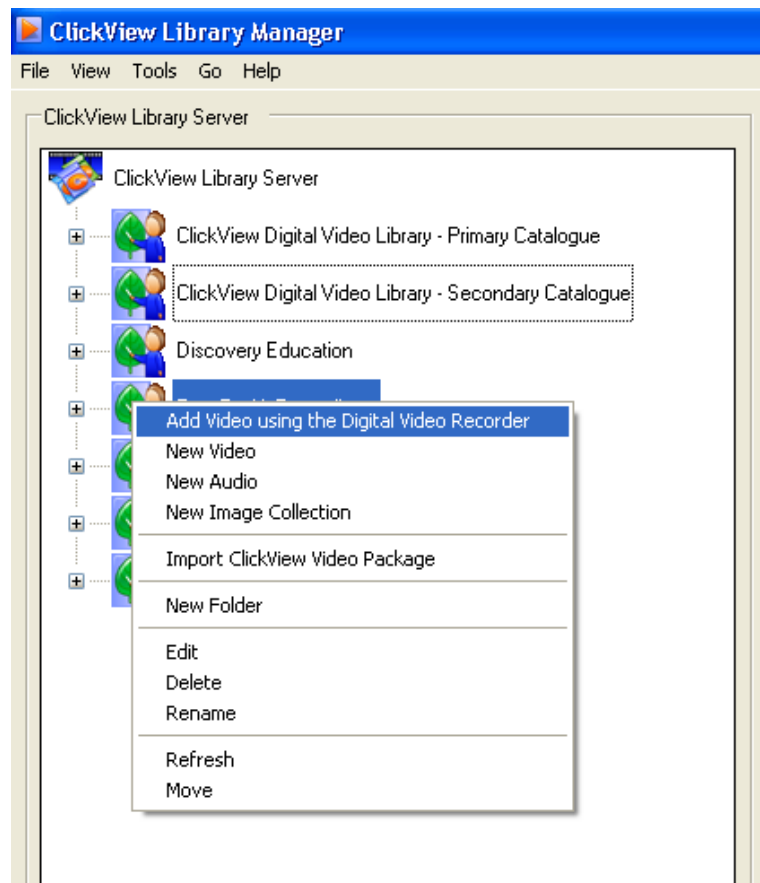 ClickView Library Manager
File View Tools Go Help
ClickView Library Server
ClickView Library Server
ClickView Digital Video Library - Primary Catalogue
ClickView Digital Video Library - Secondary Catalogue
Discovery Education
Add Video using the Digital Video Recorder
New Video
New Audio
New Image Collection
Import ClickView Video Package
New Folder
Edit
Delete
Rename
Refresh
Move